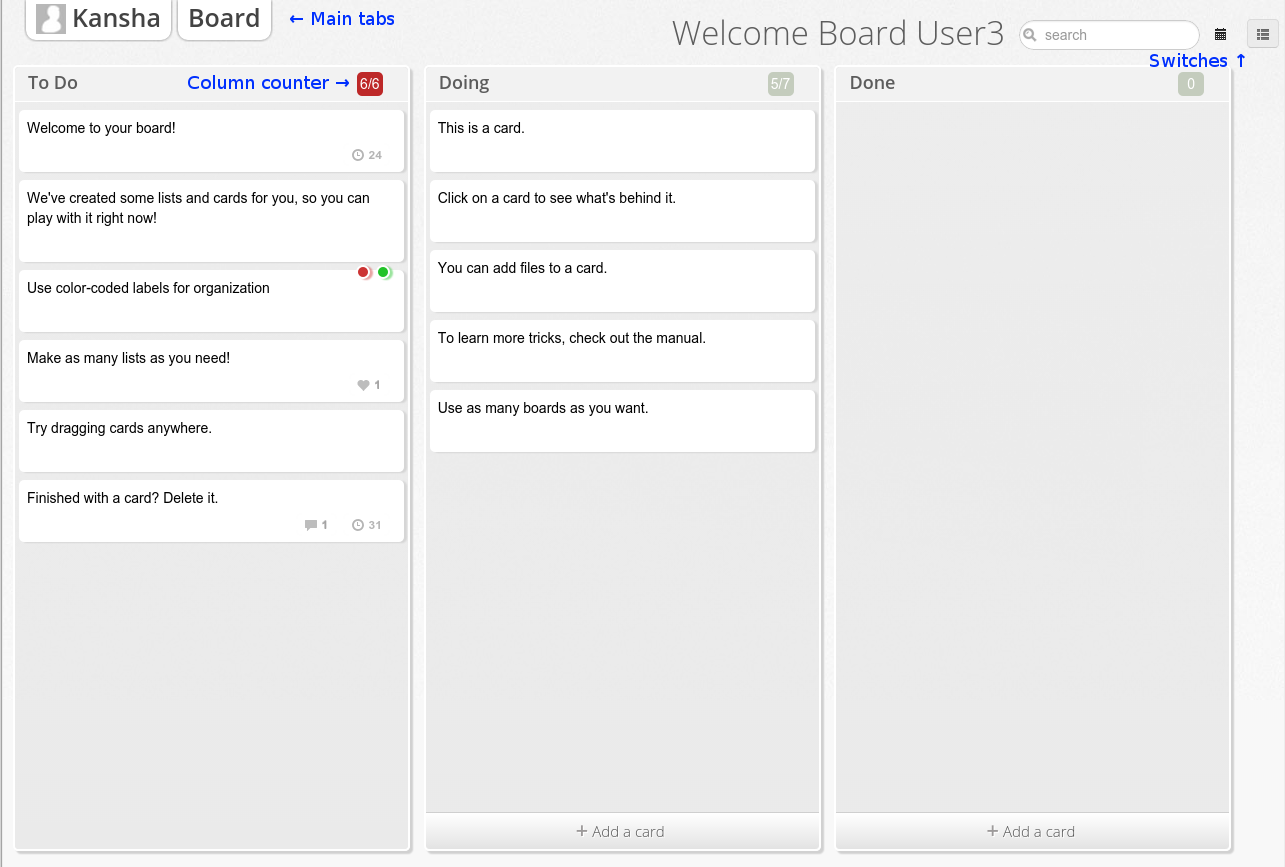 Kansha
Board
← Main tabs
Welcome Board User3
search
Switches ↑
To Do
Column counter →
6/6
Welcome to your board!
24
We've created some lists and cards for you, so you can
play with it right now!
Use color-coded labels for organization
Make as many lists as you need!
1
Try dragging cards anywhere.
Finished with a card? Delete it.
1
31
Doing
5/7
This is a card.
Click on a card to see what's behind it.
You can add files to a card.
To learn more tricks, check out the manual.
Use as many boards as you want.
+ Add a card
Done
0
+ Add a card